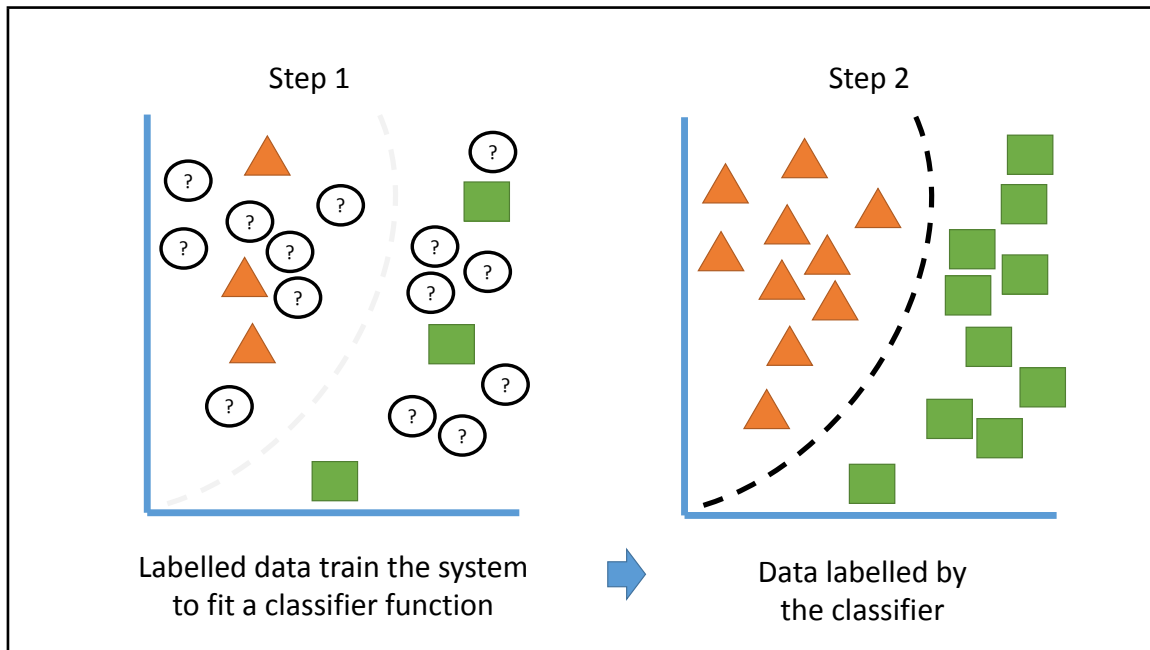 Step 1
?
?
?
?
?
?
?
?
?
?
?
?
?
?
Labelled data train the system
to fit a classifier function
Step 2
Data labelled by
the classifier